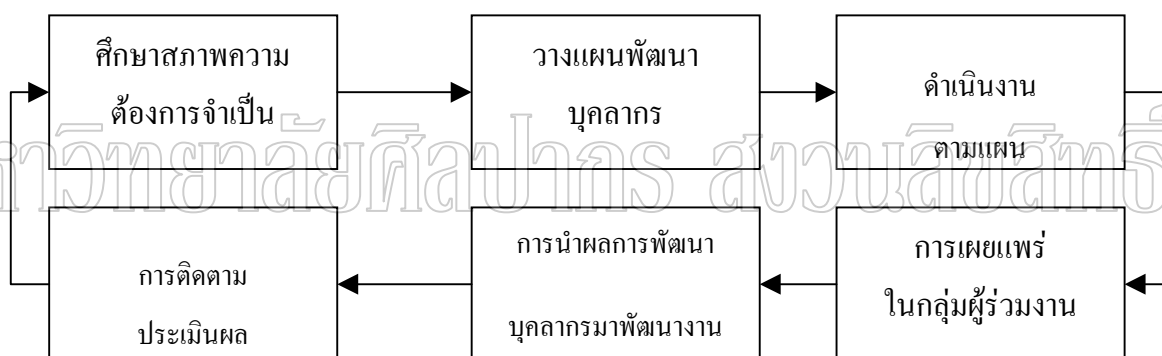 ศึกษาสภาพความ
ต้องการจำเป็น
วางแผนพัฒนา
บุคลากร
ดำเนินงาน
ตามแผน
มหาวิทยาลัยศิลปากร สงวนลิขสิทธิ์
การติดตาม
ประเมินผล
การนำผลการพัฒนา
บุคลากรมาพัฒนางาน
การเผยแพร่
ในกลุ่มผู้ร่วมงาน